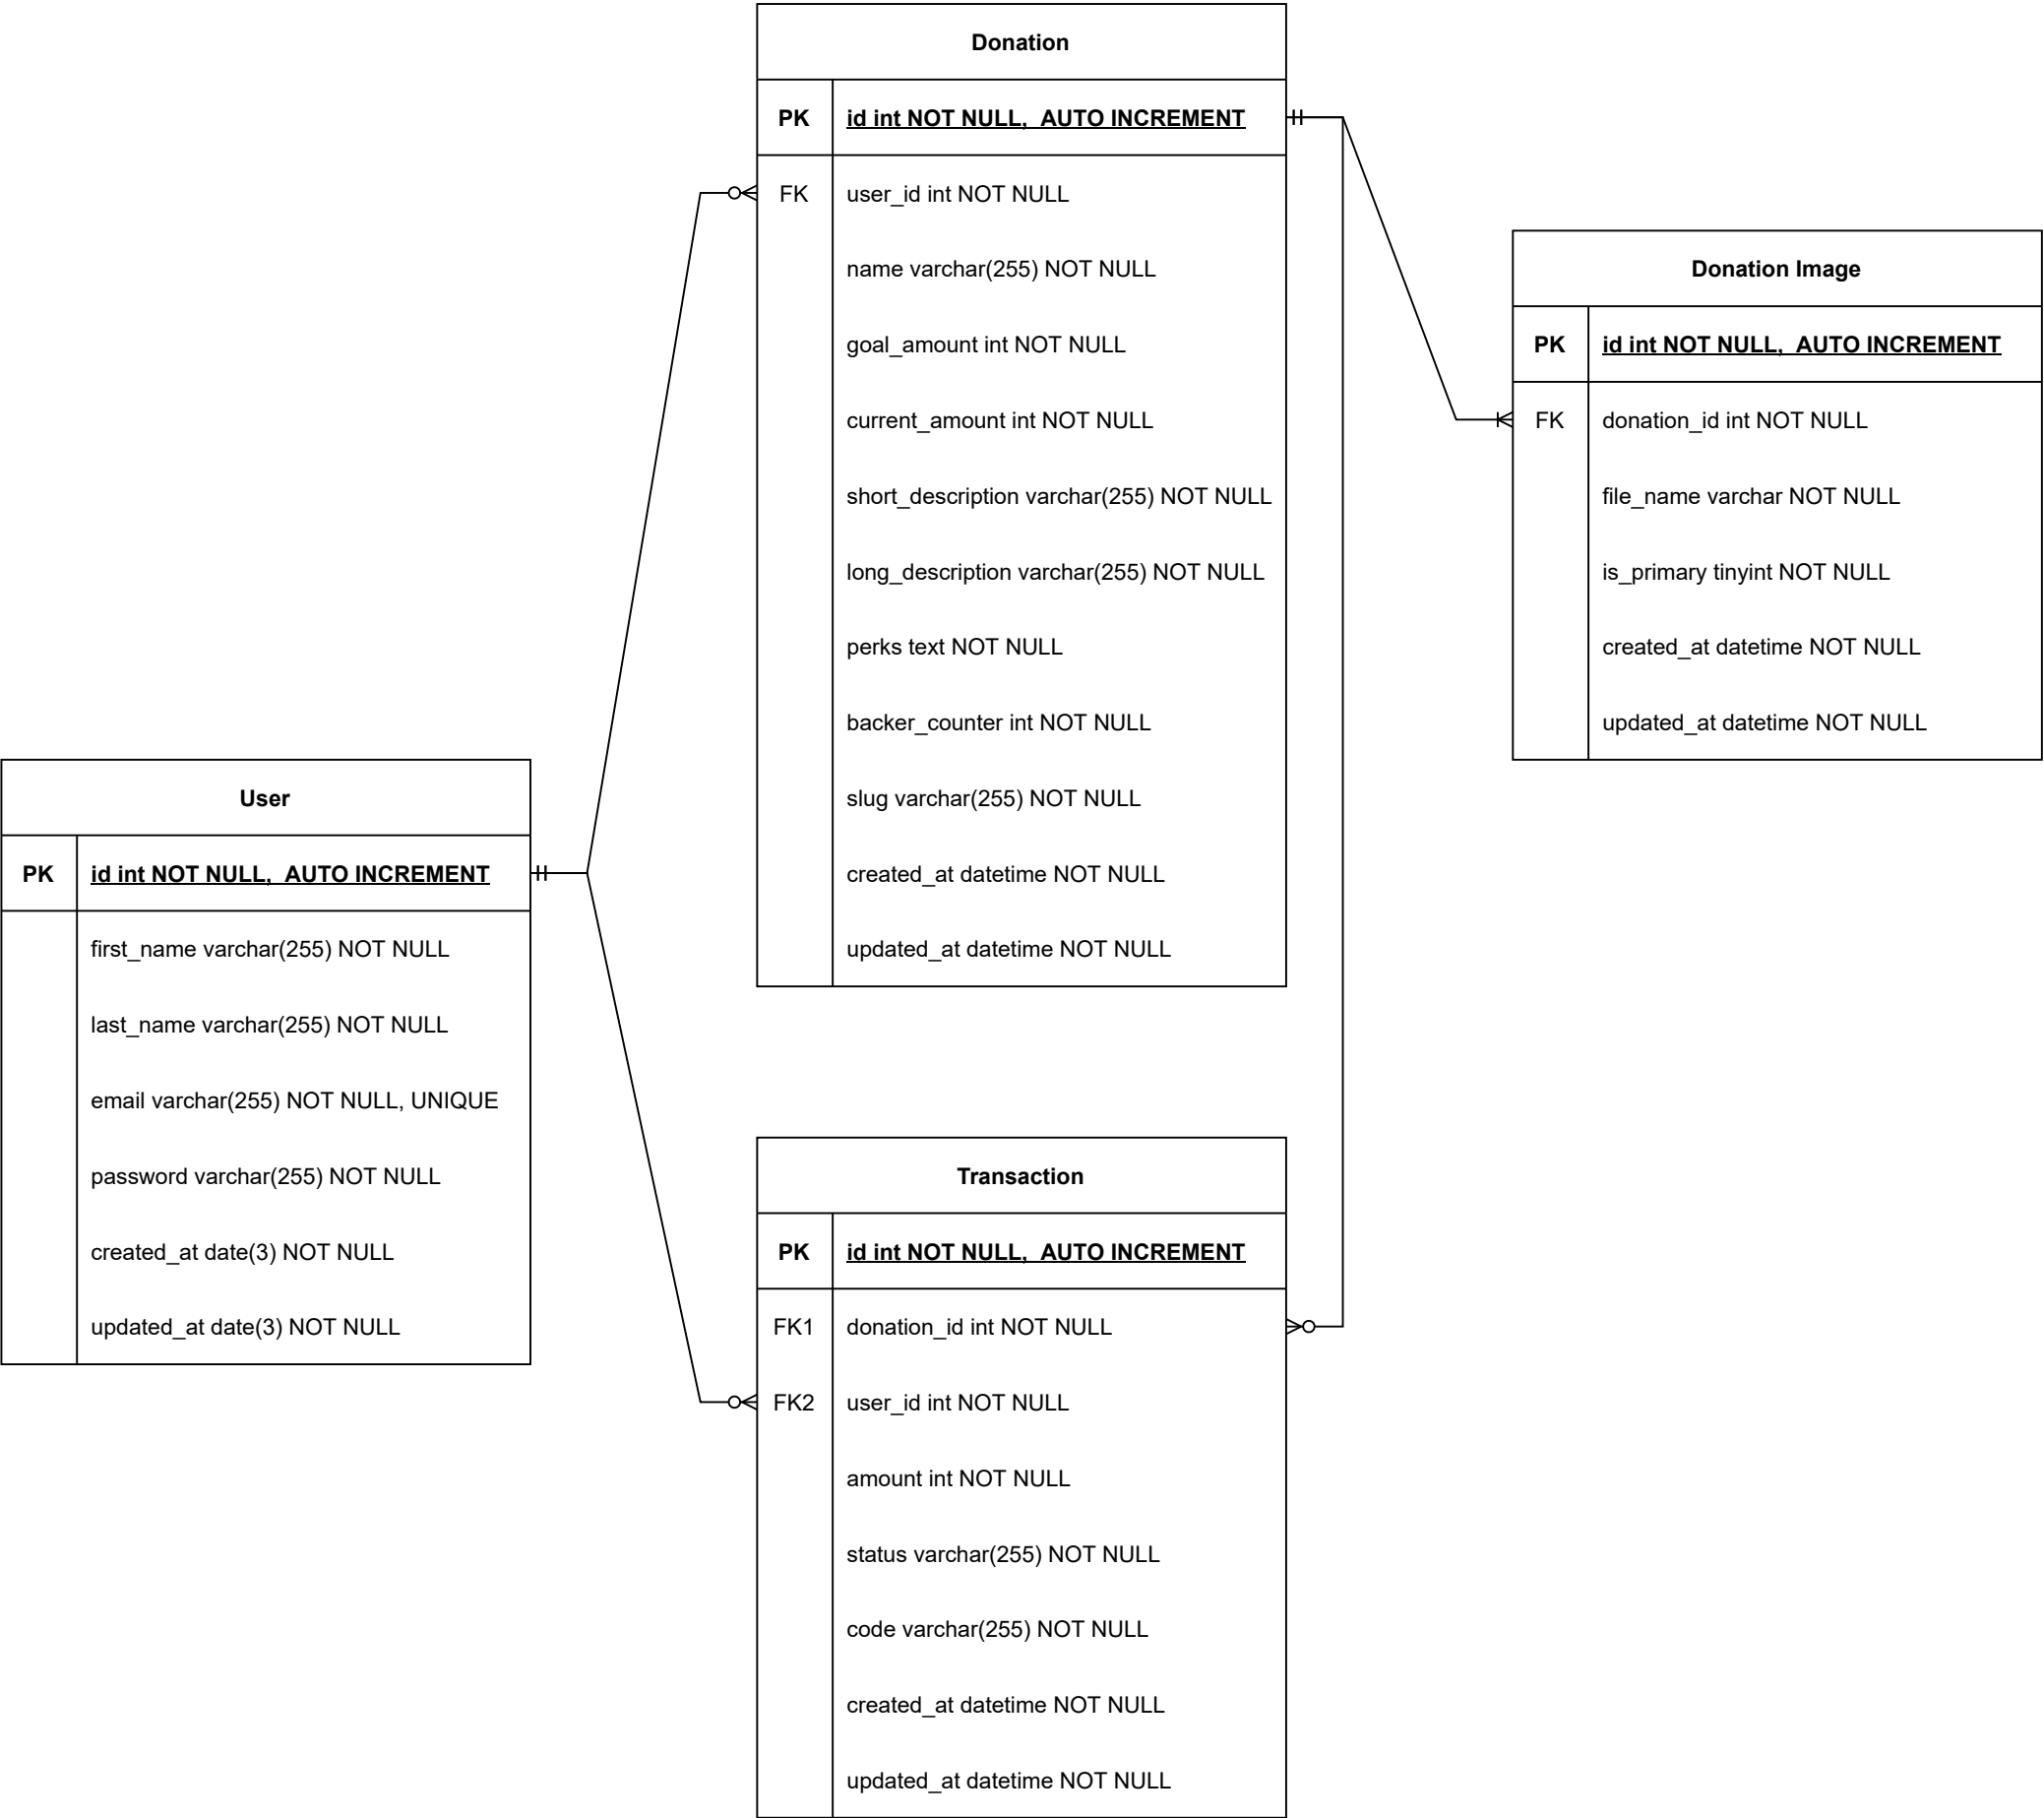 Donation
PK id int NOT NULL, AUTO INCREMENT
FK user_id int NOT NULL
name varchar(255) NOT NULL
goal_amount int NOT NULL
current_amount int NOT NULL
short_description varchar(255) NOT NULL
long_description varchar(255) NOT NULL
perks text NOT NULL
backer_counter int NOT NULL
slug varchar(255) NOT NULL
created_at datetime NOT NULL
updated_at datetime NOT NULL
Donation Image
PK id int NOT NULL, AUTO INCREMENT
FK donation_id int NOT NULL
file_name varchar NOT NULL
is_primary tinyint NOT NULL
created_at datetime NOT NULL
updated_at datetime NOT NULL
User
PK id int NOT NULL, AUTO INCREMENT
first_name varchar(255) NOT NULL
last_name varchar(255) NOT NULL
email varchar(255) NOT NULL, UNIQUE
password varchar(255) NOT NULL
created_at date(3) NOT NULL
updated_at date(3) NOT NULL
Transaction
PK id int NOT NULL, AUTO INCREMENT
FK1 donation_id int NOT NULL
FK2 user_id int NOT NULL
amount int NOT NULL
status varchar(255) NOT NULL
code varchar(255) NOT NULL
created_at datetime NOT NULL
updated_at datetime NOT NULL